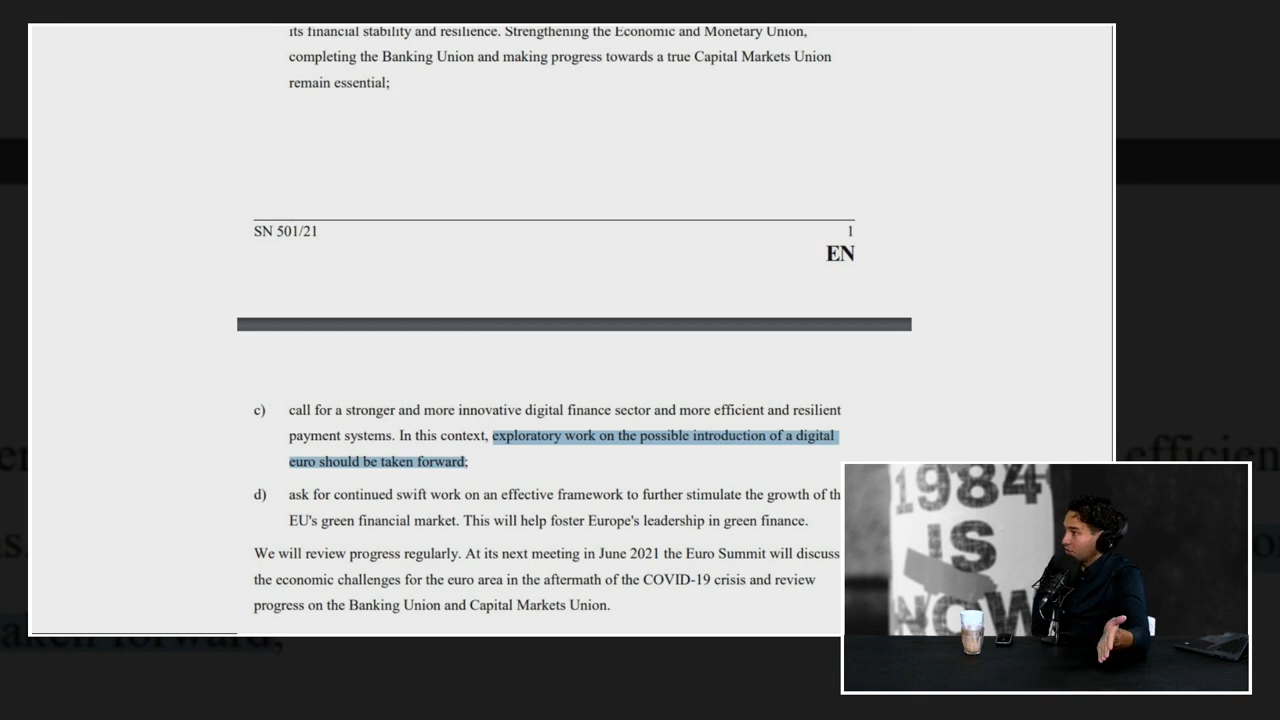 its financial stability and resilience. Strengthening the Economic and Monetary Union,
completing the Banking Union and making progress towards a true Capital Markets Union
remain essential;
SN 501/21
1
EN
c) call for a stronger and more innovative digital finance sector and more efficient and resilient
payment systems. In this context, exploratory work on the possible introduction of a digital
euro should be taken forward;
d) ask for continued swift work on an effective framework to further stimulate the growth of th
EU's green financial market. This will help foster Europe's leadership in green finance.
We will review progress regularly. At its next meeting in June 2021 the Euro Summit will discuss
the economic challenges for the euro area in the aftermath of the COVID-19 crisis and review
progress on the Banking Union and Capital Markets Union.
1984
IS
NOW